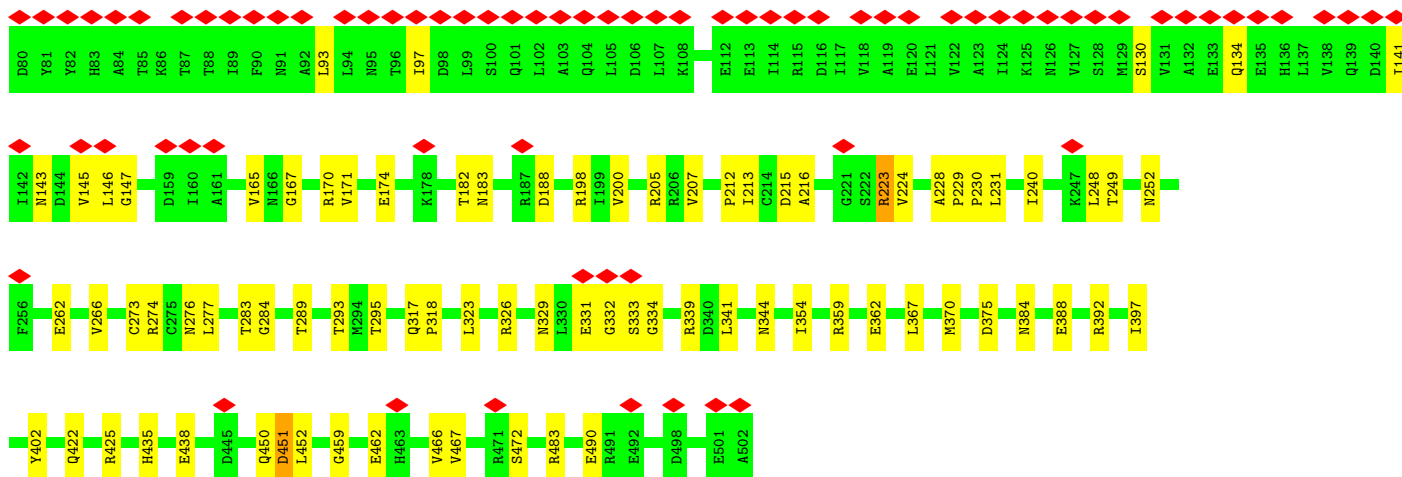 D80 Y81 Y82 H83 A84 T85 K86 T87 T88 I89 F90 N91 A92 L93 L94 N95 T96 I97 D98 L99 S100 Q101 L102 A103 Q104 L105 D106 L107 K108 E112 E113 I114 R115 D116 I117 V118 A119 E120 L121 V122 A123 I124 K125 N126 V127 S128 M129 S130 V131 A132 E133 Q134 E135 H136 L137 V138 Q139 D140 I141
I142 N143 D144 V145 L146 G147 D159 I160 A161 V165 N166 G167 R170 V171 E174 K178 T182 N183 R187 D188 R198 I199 V200 R205 R206 V207 P212 I213 C214 D215 A216 G221 S222 R223 V224 A228 P229 P230 L231 I240 K247 L248 T249 N252
F256 E262 V266 C273 R274 C275 N276 L277 T283 G284 T289 T293 M294 T295 Q317 P318 L323 R326 N329 L330 E331 G332 S333 G334 R339 D340 L341 N344 I354 R359 E362 L367 M370 D375 N384 E388 R392 I397
Y402 Q422 R425 H435 E438 D445 Q450 D451 L452 G459 E462 H463 V466 V467 R471 S472 R483 E490 R491 E492 D498 E501 A502